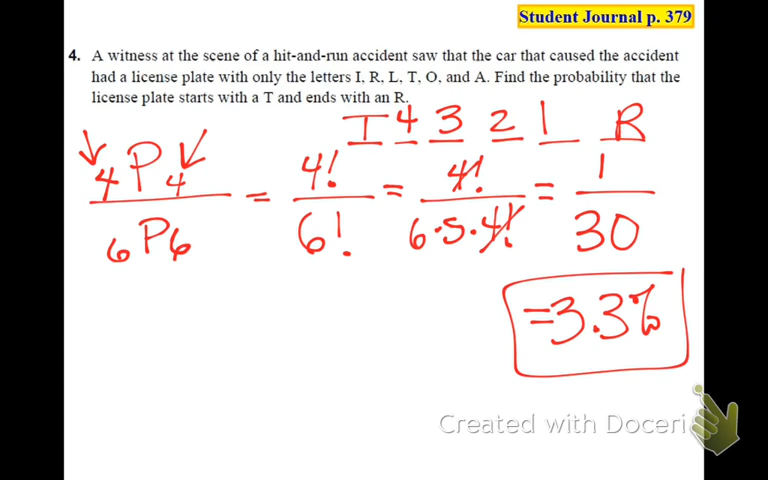 Student Journal p. 379
4. A witness at the scene of a hit-and-run accident saw that the car that caused the accident
had a license plate with only the letters I, R, L, T, O, and A. Find the probability that the
license plate starts with a T and ends with an R.
T 4 3 2 1 R
4P4 / 6P6 = 4! / 6! = 4! / 6·5·4! = 1 / 30
=3.3%
Created with Doceri